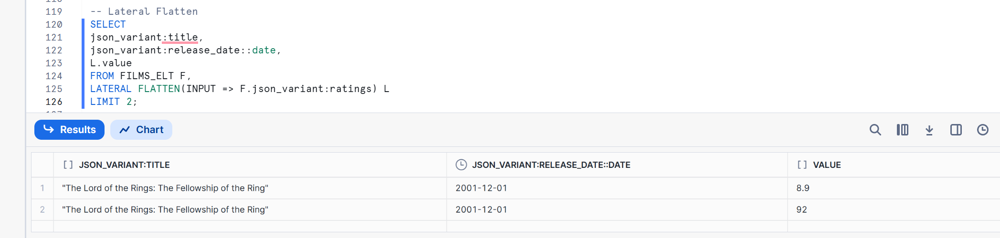 119 -- Lateral Flatten
120 SELECT
121 json_variant:title,
122 json_variant:release_date::date,
123 L.value
124 FROM FILMS_ELT F,
125 LATERAL FLATTEN(INPUT => F.json_variant:ratings) L
126 LIMIT 2;
Results Chart
[ ] JSON_VARIANT:TITLE JSON_VARIANT:RELEASE_DATE::DATE [ ] VALUE
1 "The Lord of the Rings: The Fellowship of the Ring" 2001-12-01 8.9
2 "The Lord of the Rings: The Fellowship of the Ring" 2001-12-01 92